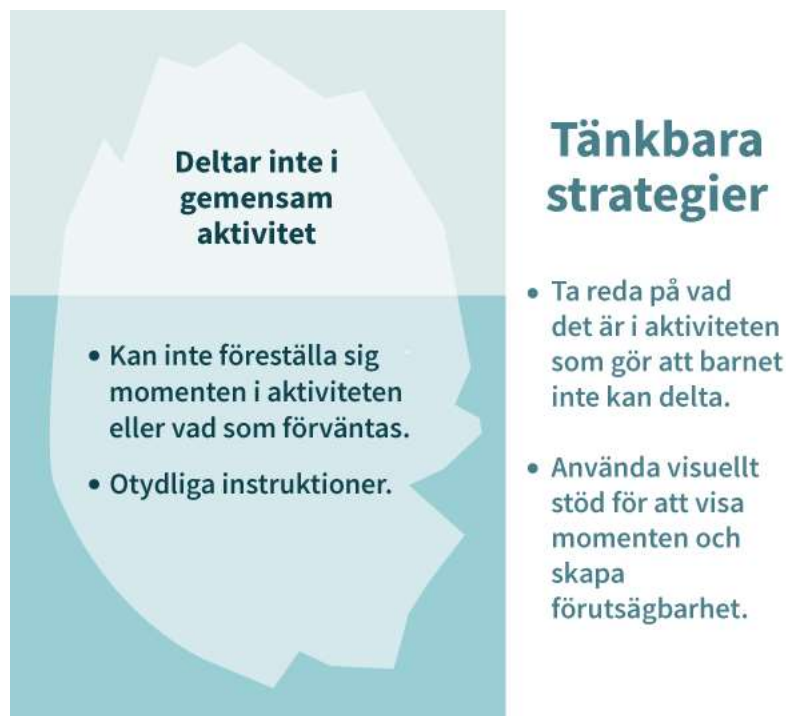 Deltar inte i
gemensam
aktivitet
• Kan inte föreställa sig
momenten i aktiviteten
eller vad som förväntas.
• Otydliga instruktioner.
Tänkbara
strategier
• Ta reda på vad
det är i aktiviteten
som gör att barnet
inte kan delta.
• Använda visuellt
stöd för att visa
momenten och
skapa
förutsägbarhet.